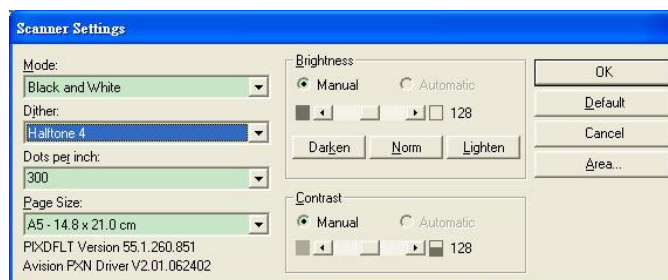 Scanner Settings
Mode:
Black and White
Dither:
Halftone 4
Dots per inch:
300
Page Size:
A5 - 14.8 x 21.0 cm
PIXDFLT Version 55.1.260.851
Avision PXN Driver V2.01.062402
Brightness
Manual
Automatic
128
Darken
Norm
Lighten
Contrast
Manual
Automatic
128
OK
Default
Cancel
Area...